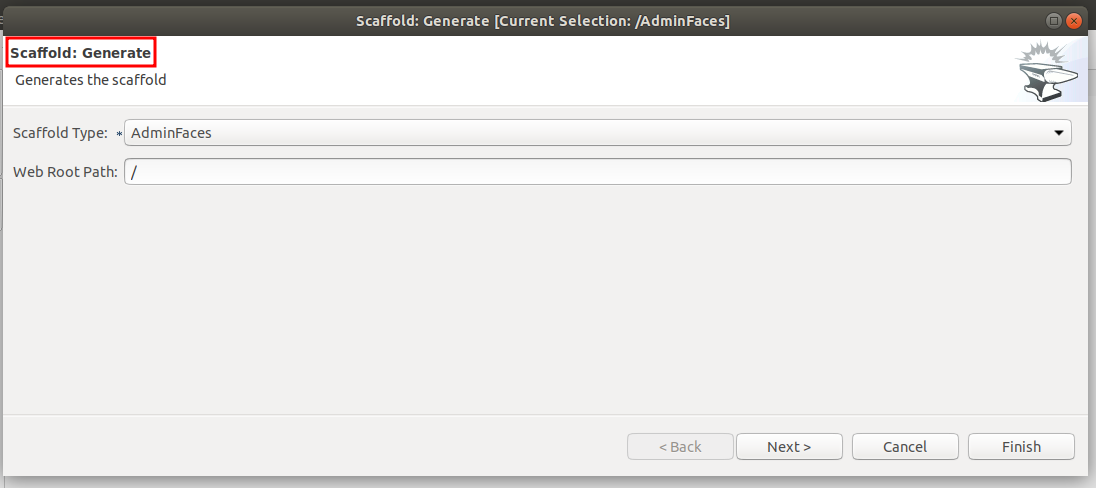 Scaffold: Generate [Current Selection: /AdminFaces]
Scaffold: Generate
Generates the scaffold
Scaffold Type: * AdminFaces
Web Root Path: /
< Back Next > Cancel Finish